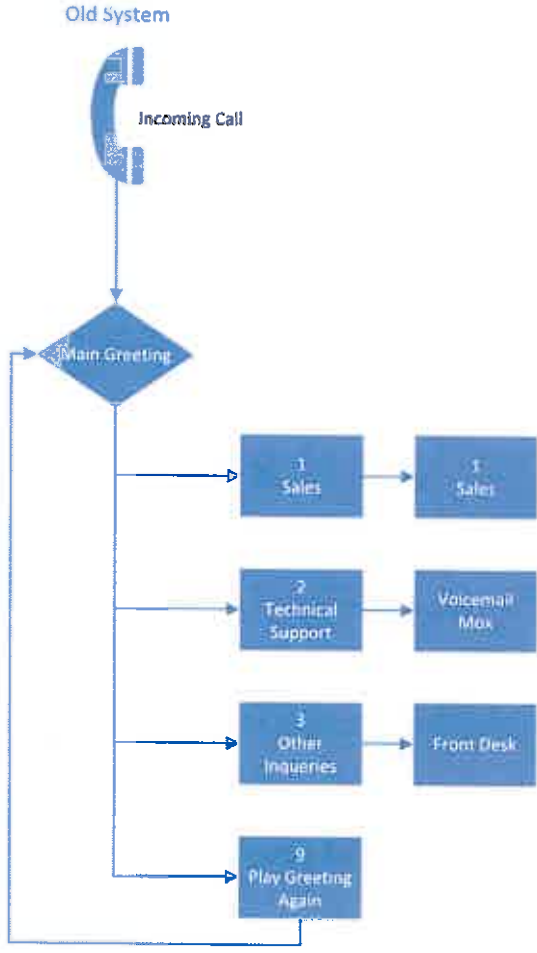 Old System
Incoming Call
Main Greeting
1
Sales
1
Sales
2
Technical
Support
Voicemail
Mox
3
Other
Inqueries
Front Desk
9
Play Greeting
Again